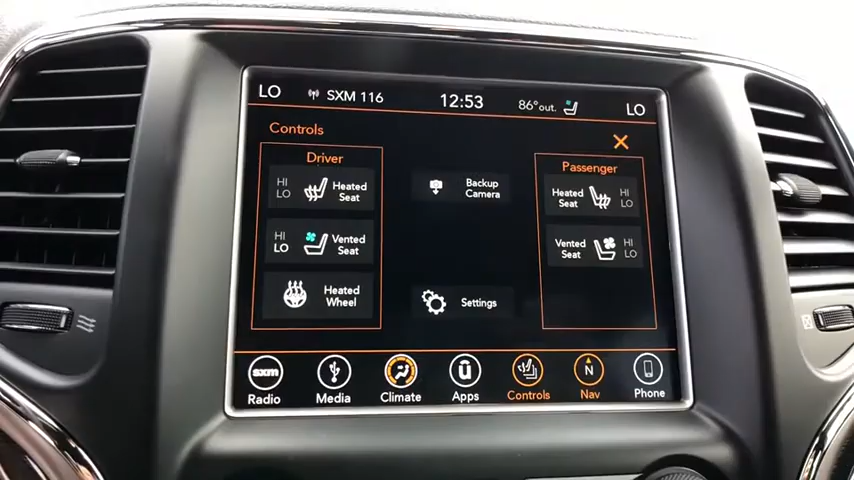 LO SXM 116 12:53 86°out. LO
Controls
Driver
Passenger
HI
LO
Heated
Seat
Backup
Camera
Heated
Seat
HI
LO
HI
LO
Vented
Seat
Vented
Seat
HI
LO
Heated
Wheel
Settings
sxm
Radio
Media
Climate
Apps
Controls
N
Nav
Phone